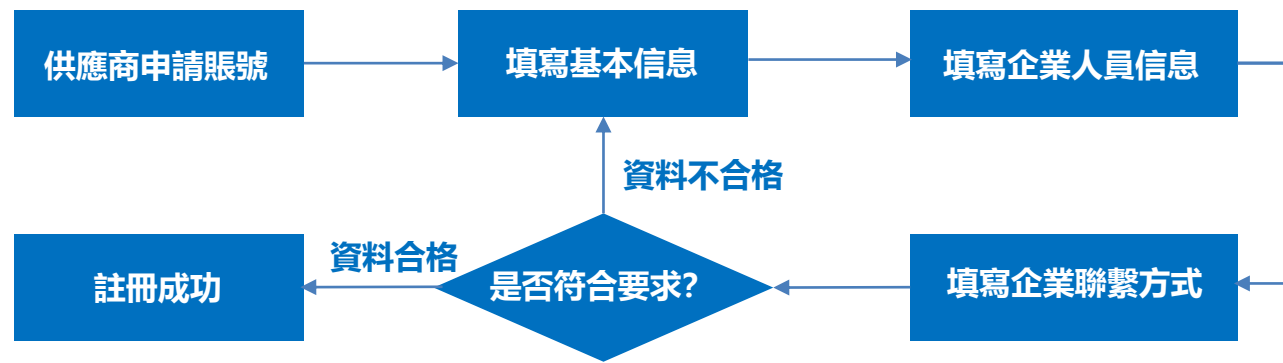 供應商申請賬號
填寫基本信息
填寫企業人員信息
資料不合格
資料合格
註冊成功
是否符合要求?
填寫企業聯繫方式